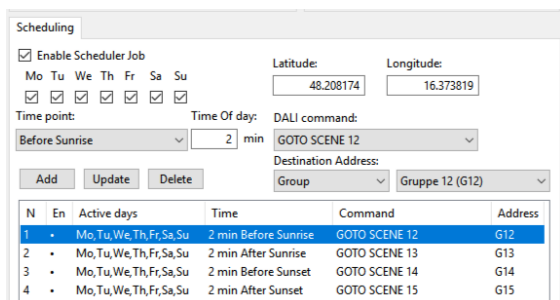 Scheduling
Enable Scheduler Job
Mo Tu We Th Fr Sa Su
Latitude: Longitude:
48.208174 16.373819
Time point: Time Of day: DALI command:
Before Sunrise 2 min GOTO SCENE 12
Destination Address:
Add Update Delete Group Gruppe 12 (G12)
N En Active days Time Command Address
1 • Mo,Tu,We,Th,Fr,Sa,Su 2 min Before Sunrise GOTO SCENE 12 G12
2 • Mo,Tu,We,Th,Fr,Sa,Su 2 min After Sunrise GOTO SCENE 13 G13
3 • Mo,Tu,We,Th,Fr,Sa,Su 2 min Before Sunset GOTO SCENE 14 G14
4 • Mo,Tu,We,Th,Fr,Sa,Su 2 min After Sunset GOTO SCENE 15 G15